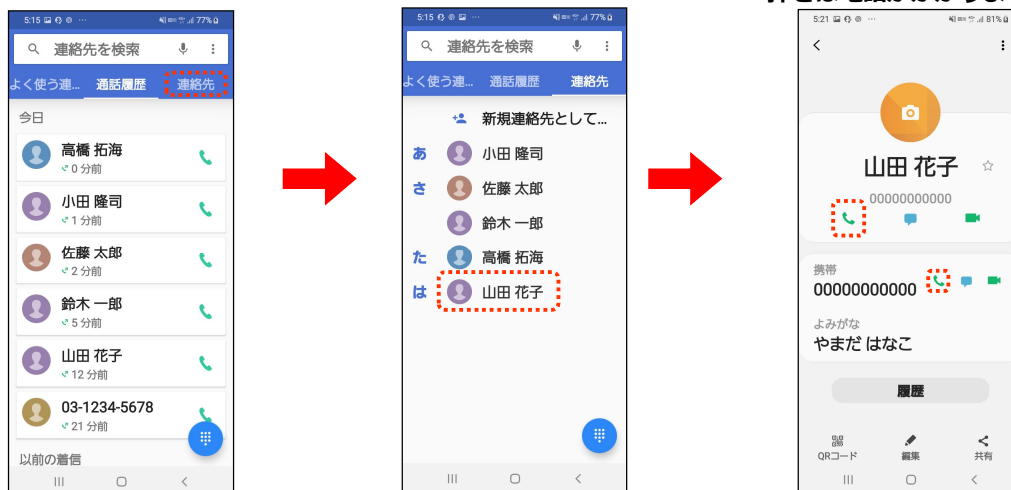 5:15 77%
連絡先を検索
よく使う連... 通話履歴 連絡先
今日
高橋 拓海
0 分前
小田 隆司
1 分前
佐藤 太郎
2 分前
鈴木 一郎
5 分前
山田 花子
12 分前
03-1234-5678
21 分前
以前の着信
5:15 77%
連絡先を検索
よく使う連... 通話履歴 連絡先
新規連絡先として...
あ 小田 隆司
さ 佐藤 太郎
鈴木 一郎
た 高橋 拓海
は 山田 花子
5:21 81%
山田 花子
00000000000
携帯
00000000000
よみがな
やまだ はなこ
履歴
QRコード 編集 共有